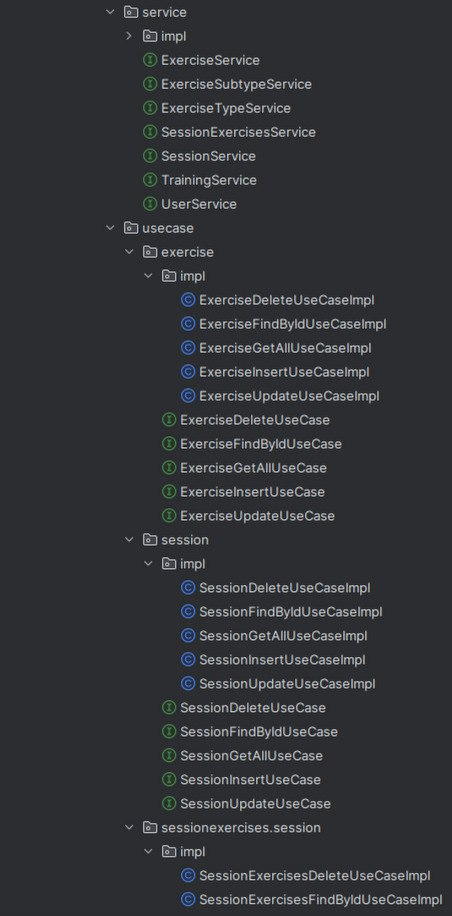 service
impl
ExerciseService
ExerciseSubtypeService
ExerciseTypeService
SessionExercisesService
SessionService
TrainingService
UserService
usecase
exercise
impl
ExerciseDeleteUseCaseImpl
ExerciseFindByIdUseCaseImpl
ExerciseGetAllUseCaseImpl
ExerciseInsertUseCaseImpl
ExerciseUpdateUseCaseImpl
ExerciseDeleteUseCase
ExerciseFindByIdUseCase
ExerciseGetAllUseCase
ExerciseInsertUseCase
ExerciseUpdateUseCase
session
impl
SessionDeleteUseCaseImpl
SessionFindByIdUseCaseImpl
SessionGetAllUseCaseImpl
SessionInsertUseCaseImpl
SessionUpdateUseCaseImpl
SessionDeleteUseCase
SessionFindByIdUseCase
SessionGetAllUseCase
SessionInsertUseCase
SessionUpdateUseCase
sessionexercises.session
impl
SessionExercisesDeleteUseCaseImpl
SessionExercisesFindByIdUseCaseImpl